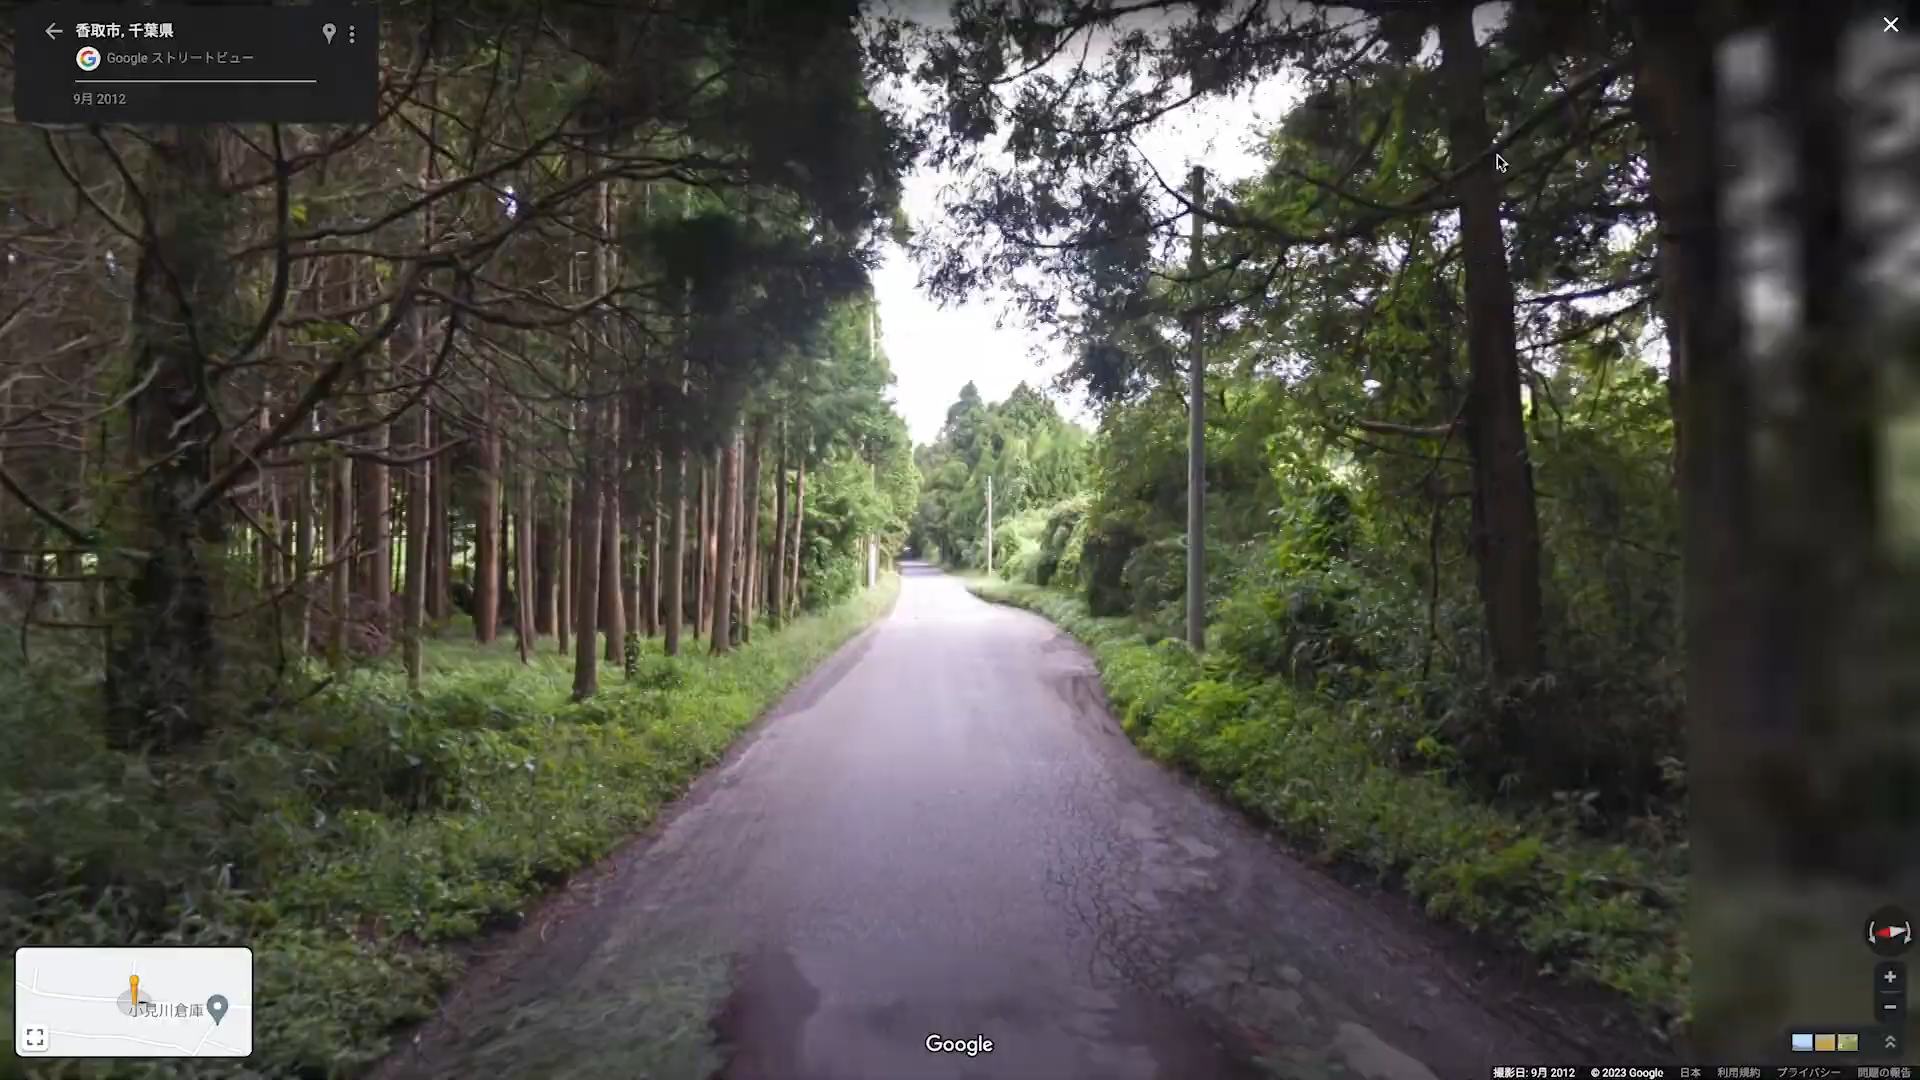 香取市, 千葉県
Google ストリートビュー
9月 2012
小見川倉庫
Google
撮影日: 9月 2012 © 2023 Google 日本 利用規約 プライバシー 問題の報告